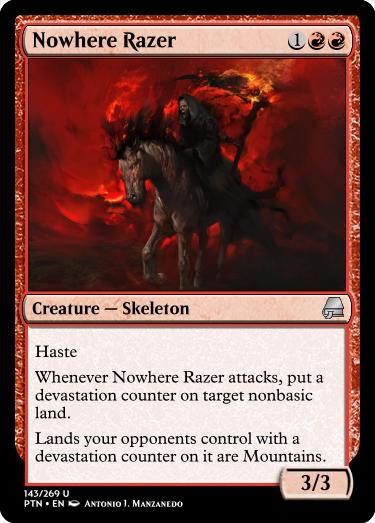 Nowhere Razer 1
Creature — Skeleton
Haste
Whenever Nowhere Razer attacks, put a
devastation counter on target nonbasic
land.
Lands your opponents control with a
devastation counter on it are Mountains.
3/3
143/269 U
PTN • EN Antonio J. Manzanedo